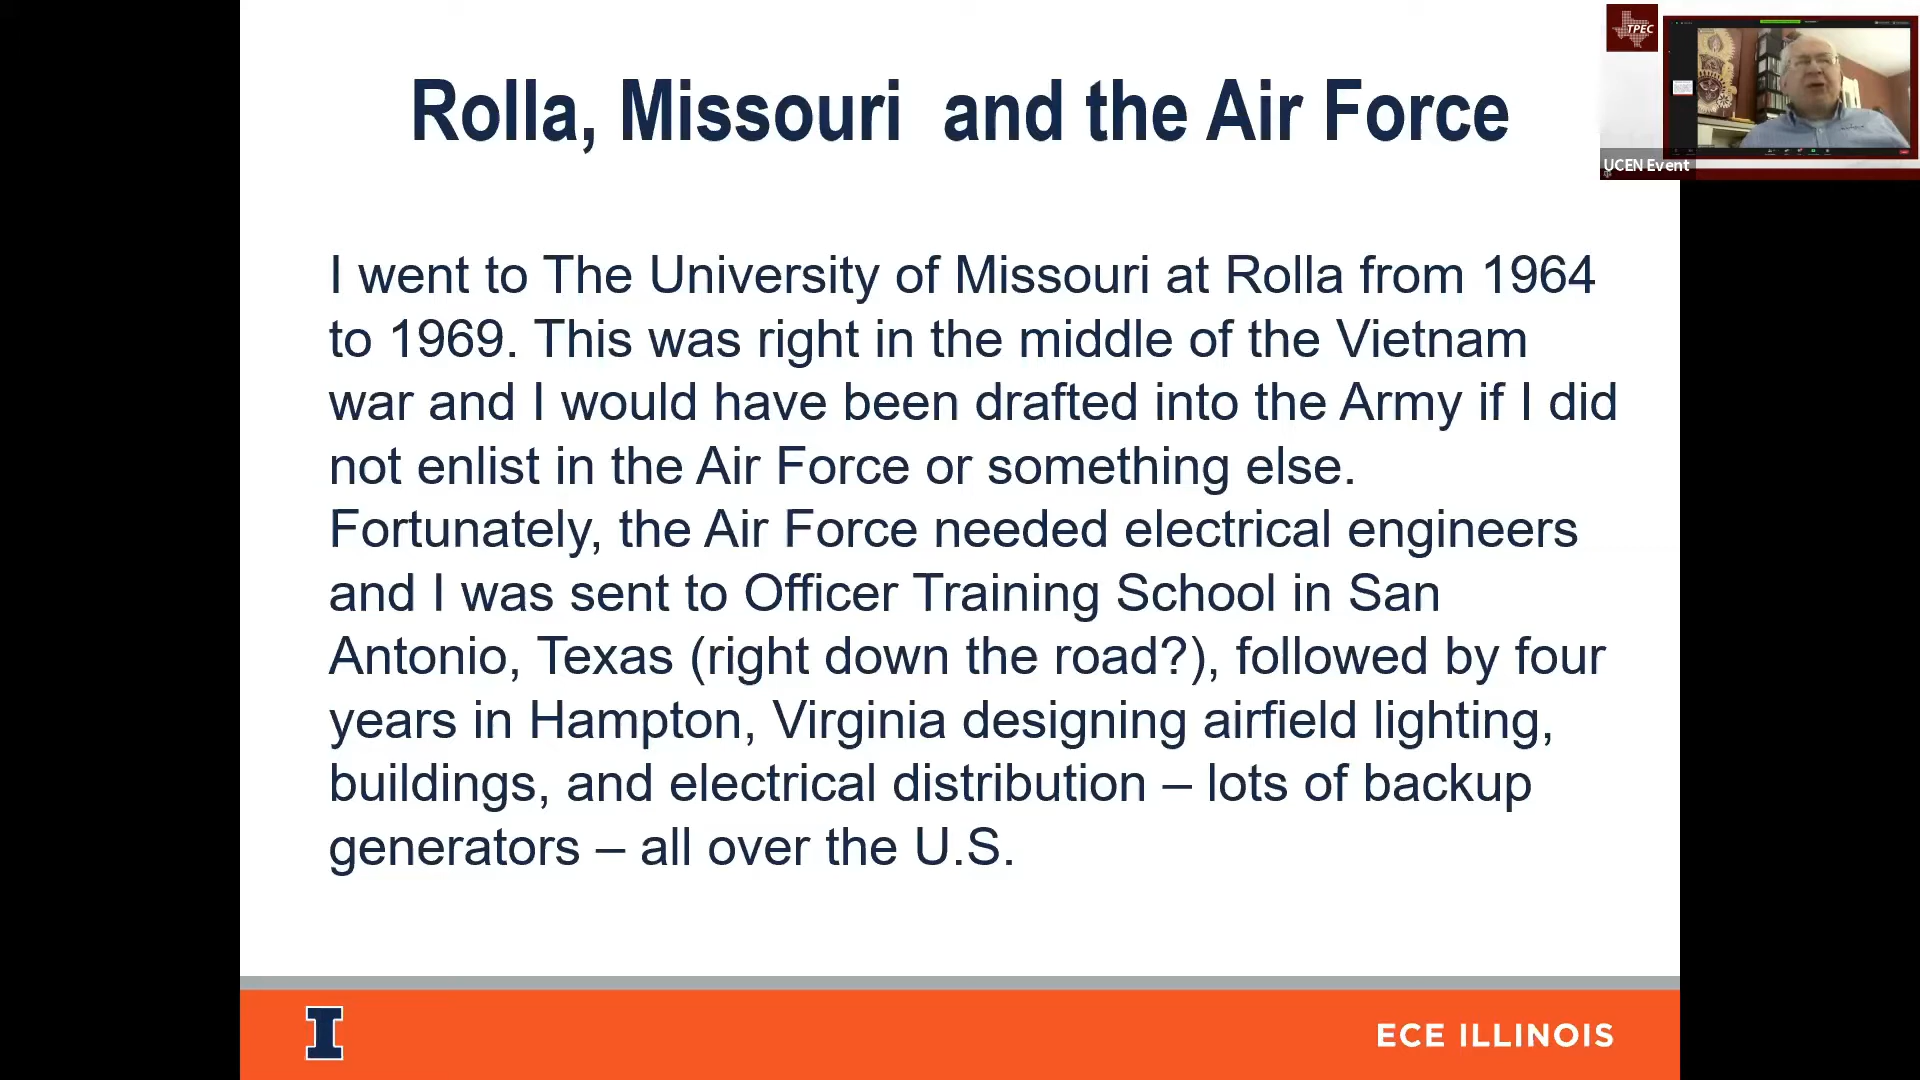 Rolla, Missouri and the Air Force
TPEC
UCEN Event
I went to The University of Missouri at Rolla from 1964
to 1969. This was right in the middle of the Vietnam
war and I would have been drafted into the Army if I did
not enlist in the Air Force or something else.
Fortunately, the Air Force needed electrical engineers
and I was sent to Officer Training School in San
Antonio, Texas (right down the road?), followed by four
years in Hampton, Virginia designing airfield lighting,
buildings, and electrical distribution – lots of backup
generators – all over the U.S.
I
ECE ILLINOIS